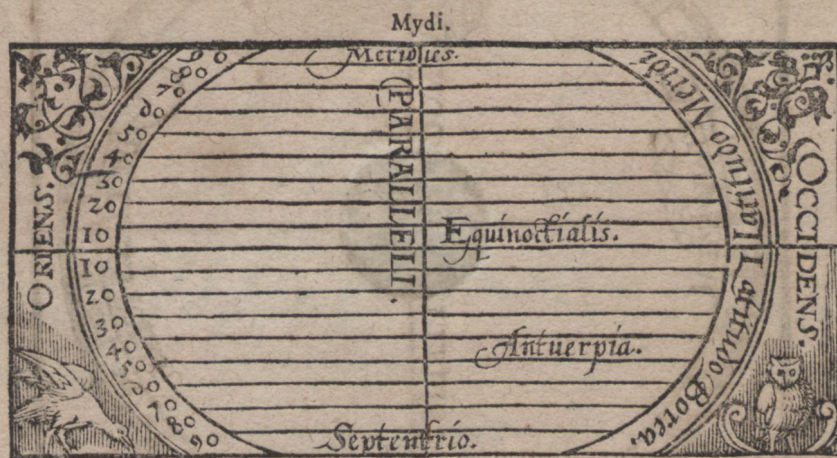 Mydi.
Meridies.
PARALLELI.
ORIENS.
OCCIDENS.
90
80
70
60
50
40
30
20
10
10
20
30
40
50
60
70
80
90
Latitudo Meridi
Latitudo Borea.
Equinoctialis.
Antuerpia.
Septentrio.